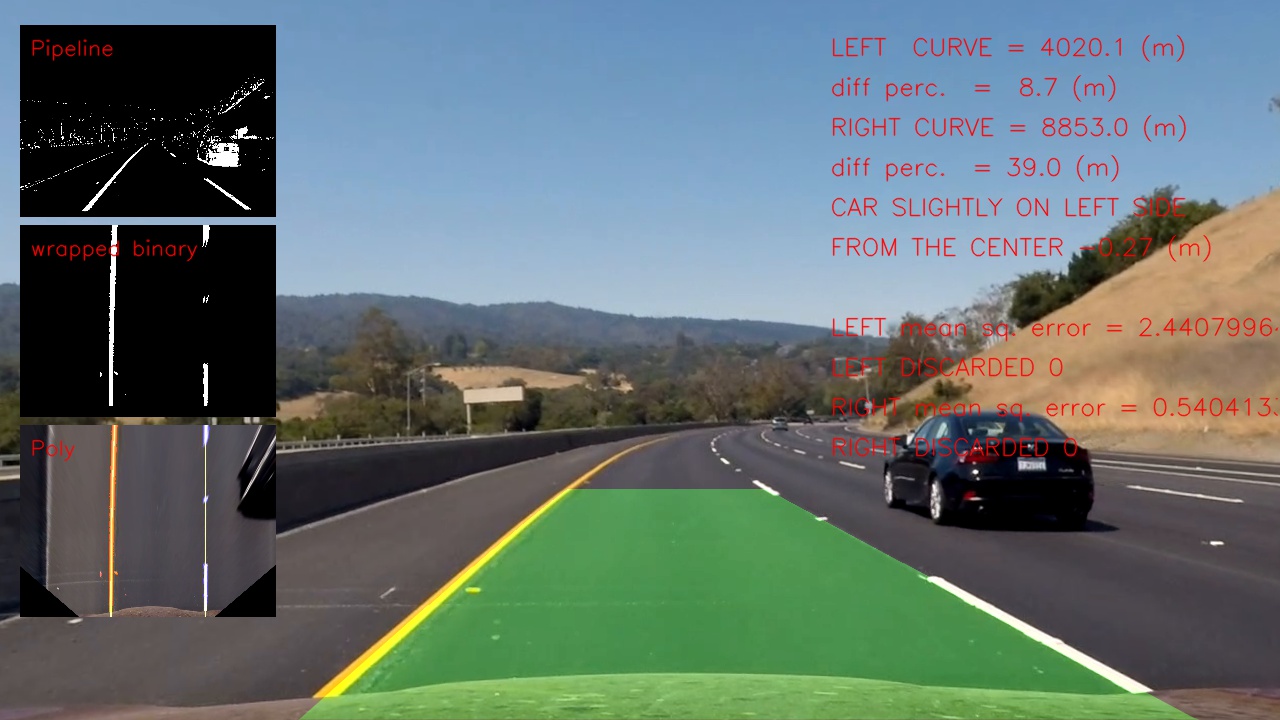 Pipeline
wrapped binary
Poly
LEFT CURVE = 4020.1 (m)
diff perc. = 8.7 (m)
RIGHT CURVE = 8853.0 (m)
diff perc. = 39.0 (m)
CAR SLIGHTLY ON LEFT SIDE
FROM THE CENTER -0.27 (m)
LEFT mean sq. error = 2.4407996
LEFT DISCARDED 0
RIGHT mean sq. error = 0.540413
RIGHT DISCARDED 0